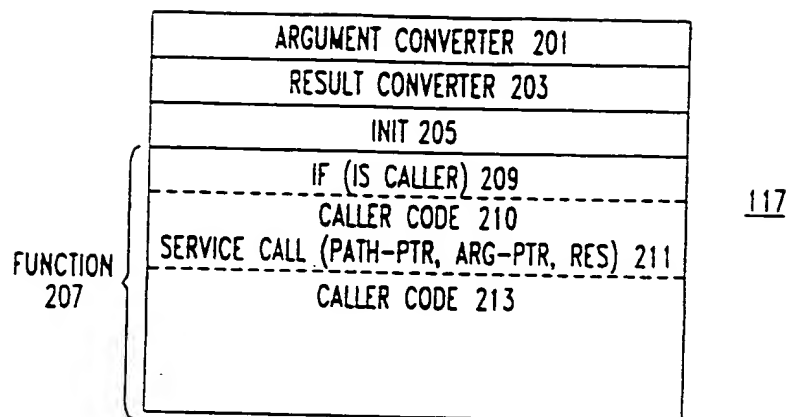 ARGUMENT CONVERTER 201
RESULT CONVERTER 203
INIT 205
IF (IS CALLER) 209
117
CALLER CODE 210
SERVICE CALL (PATH-PTR, ARG-PTR, RES) 211
FUNCTION
207
CALLER CODE 213